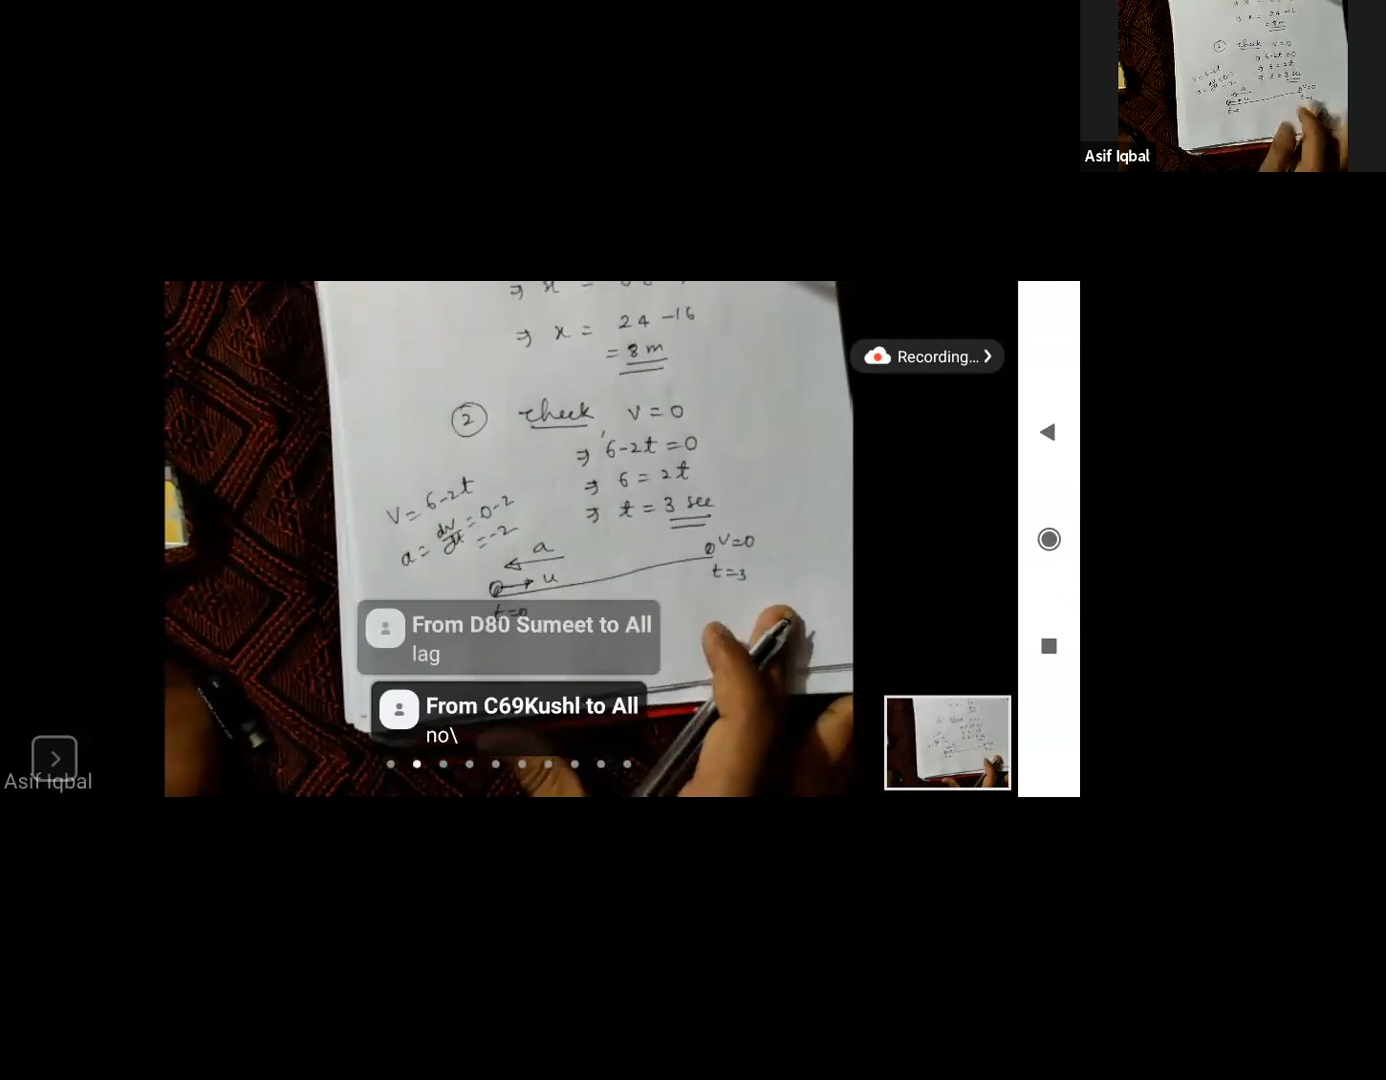 Asif Iqbal
⇒ x = 24 - 16
= 8 m
② check v = 0
⇒ 6-2t = 0
⇒ 6 = 2t
⇒ t = 3 sec
V = 6-2t
a = dv/dt = 0-2
= -2
a
u
t=0
V=0
t=3
Recording...
From D80 Sumeet to All
lag
From C69Kushl to All
no\
Asif Iqbal